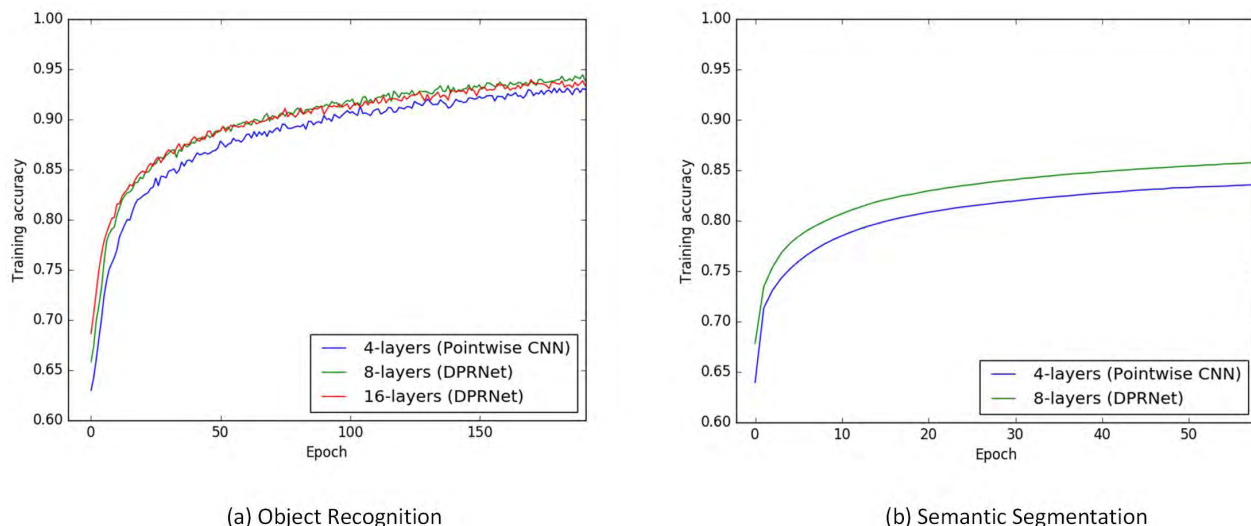 1.00
0.95
0.90
0.85
0.80
0.75
0.70
0.65
0.60
Training accuracy
0
50
100
150
Epoch
4-layers (Pointwise CNN)
8-layers (DPRNet)
16-layers (DPRNet)
(a) Object Recognition
1.00
0.95
0.90
0.85
0.80
0.75
0.70
0.65
0.60
Training accuracy
0
10
20
30
40
50
Epoch
4-layers (Pointwise CNN)
8-layers (DPRNet)
(b) Semantic Segmentation